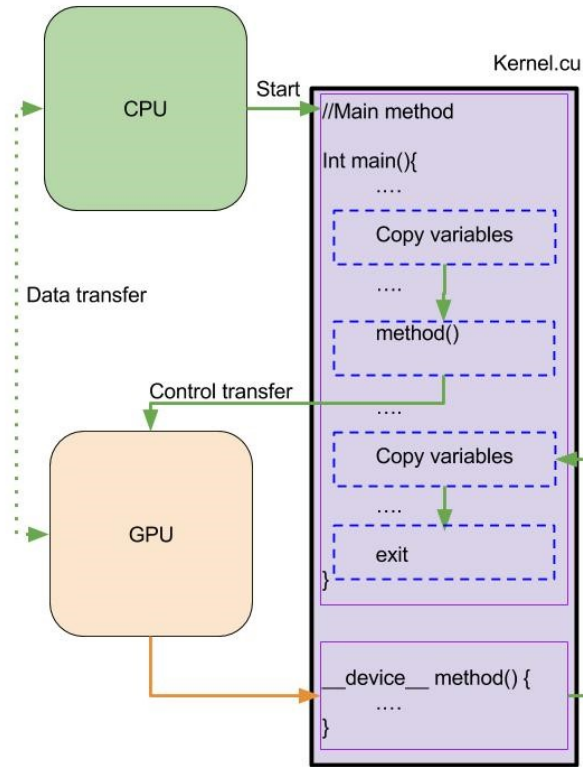 Kernel.cu
CPU
Start
//Main method
Int main(){
....
Copy variables
....
method()
Data transfer
Control transfer
....
Copy variables
....
GPU
exit
}
__device__ method() {
....
}